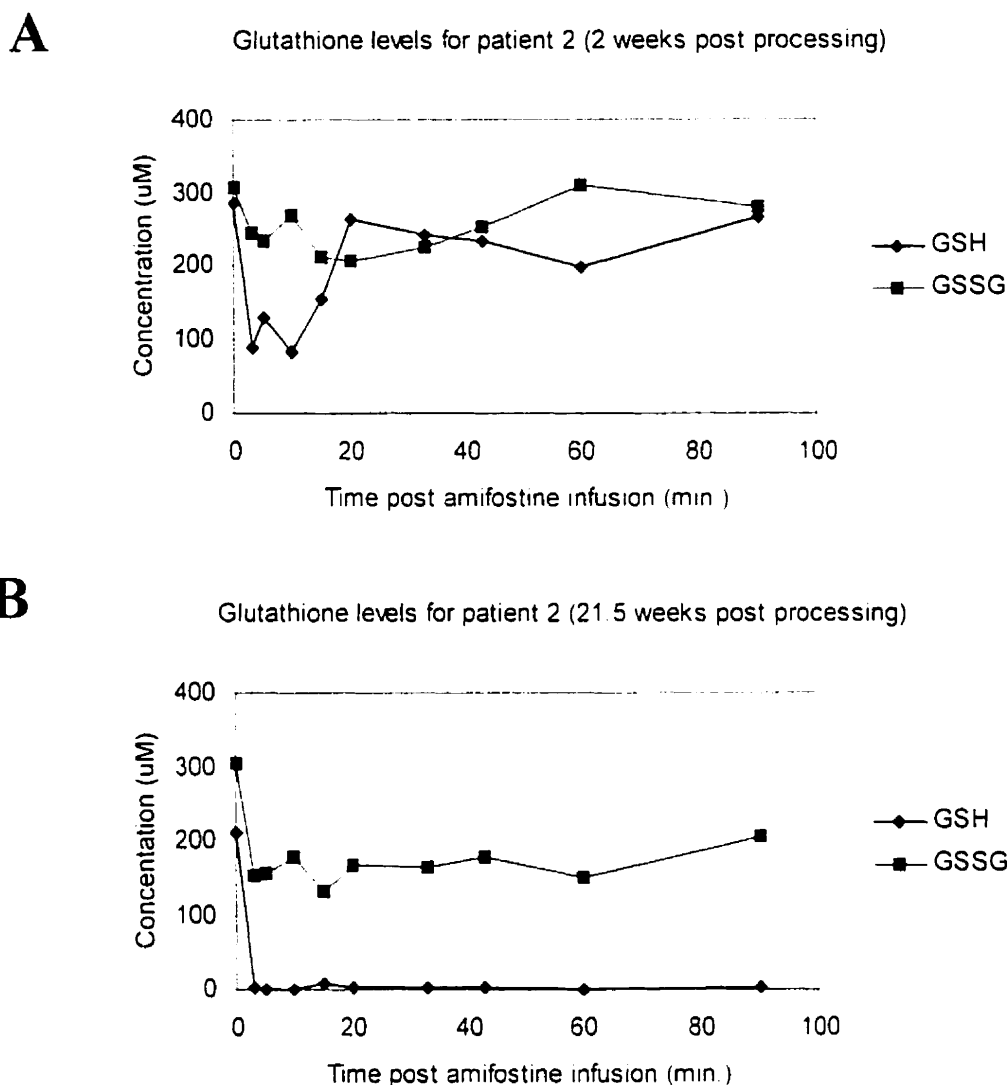 A
Glutathione levels for patient 2 (2 weeks post processing)
400
300
200
100
0
Concentration (uM)
0 20 40 60 80 100
Time post amifostine infusion (min )
GSH
GSSG
B
Glutathione levels for patient 2 (21.5 weeks post processing)
400
300
200
100
0
Concentation (uM)
0 20 40 60 80 100
Time post amifostine infusion (min.)
GSH
GSSG